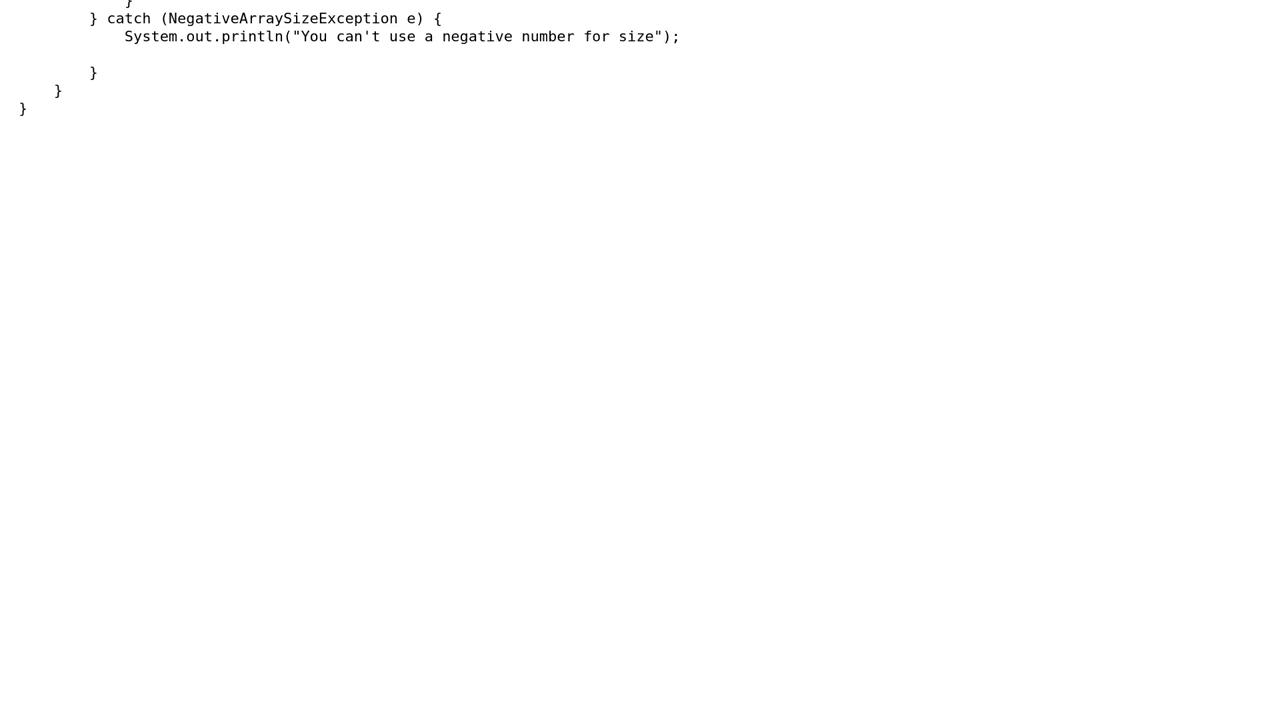 }
} catch (NegativeArraySizeException e) {
System.out.println("You can't use a negative number for size");
}
}
}